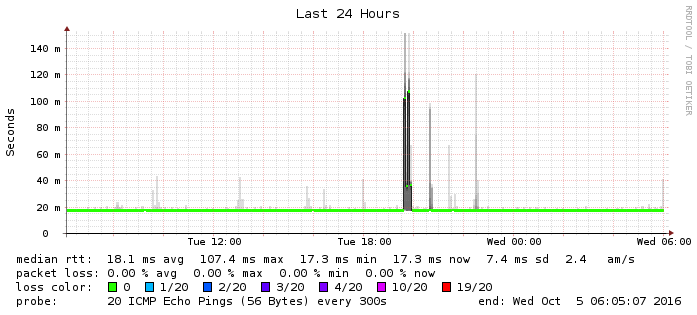 Last 24 Hours
RRDTOOL / TOBI OETIKER
Seconds
140 m
120 m
100 m
80 m
60 m
40 m
20 m
0
Tue 12:00 Tue 18:00 Wed 00:00 Wed 06:00
median rtt: 18.1 ms avg 107.4 ms max 17.3 ms min 17.3 ms now 7.4 ms sd 2.4 am/s
packet loss: 0.00 % avg 0.00 % max 0.00 % min 0.00 % now
loss color: 0 1/20 2/20 3/20 4/20 10/20 19/20
probe: 20 ICMP Echo Pings (56 Bytes) every 300s end: Wed Oct 5 06:05:07 2016